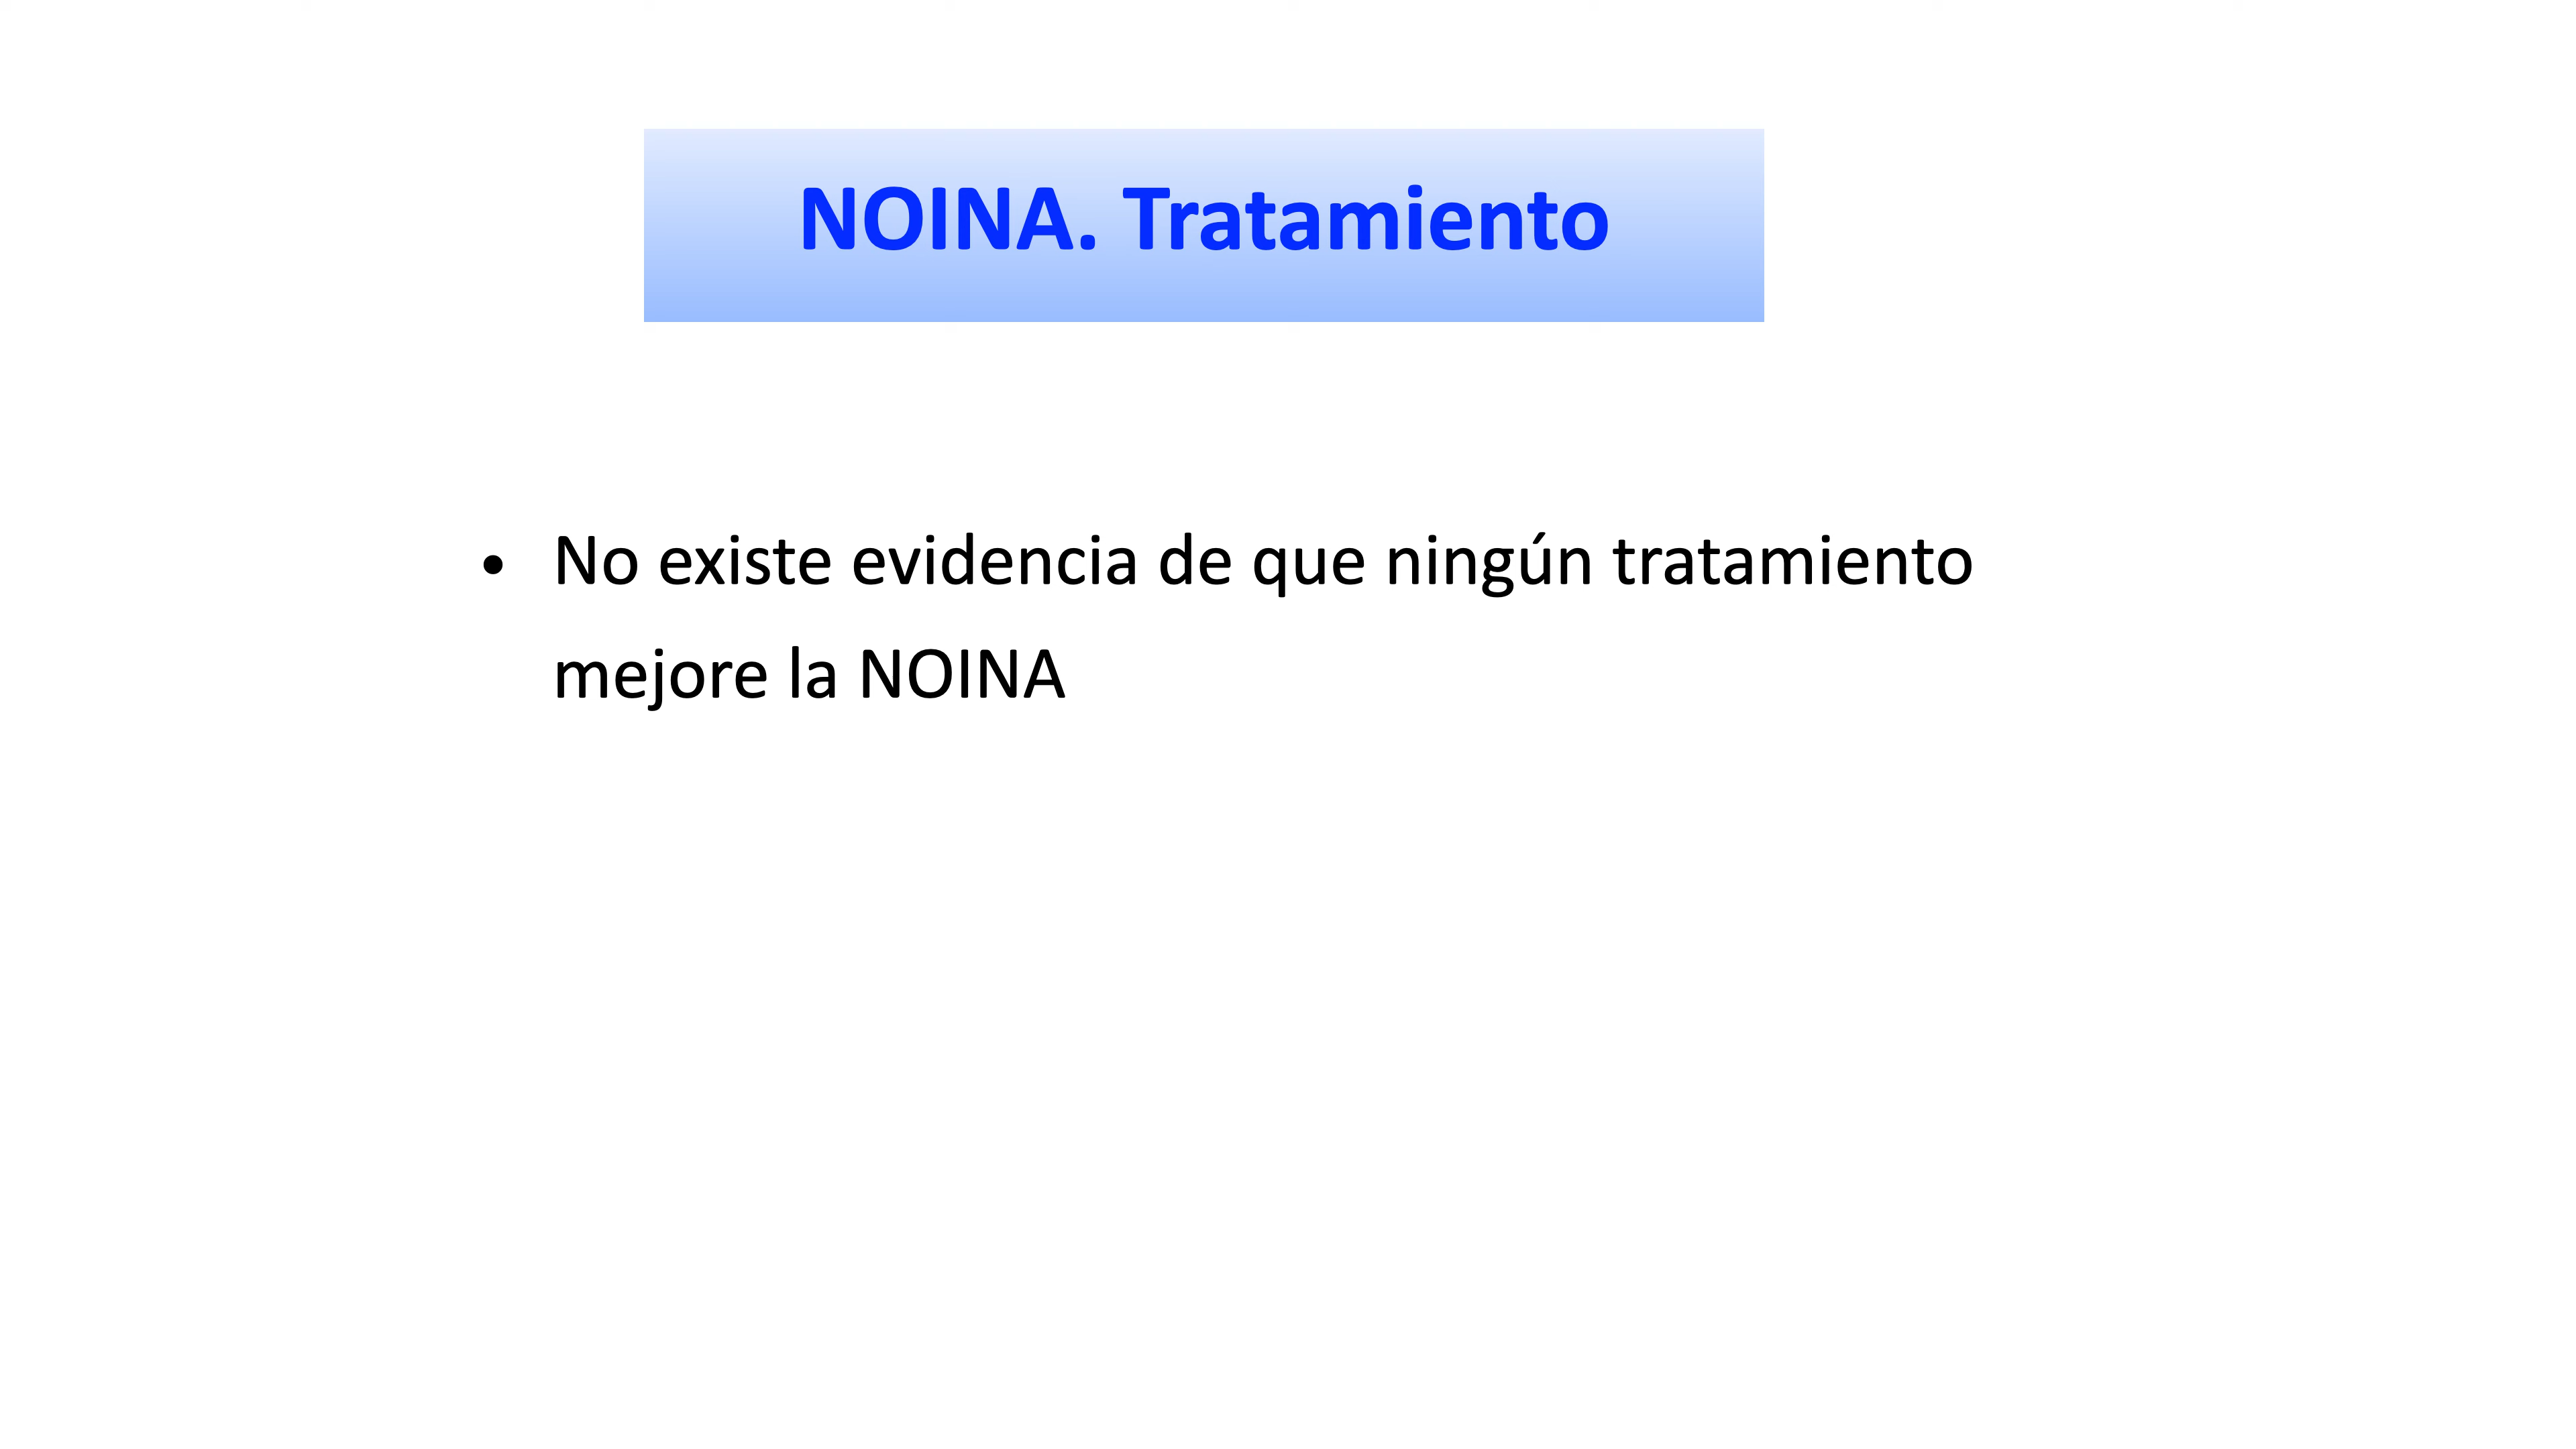 NOINA. Tratamiento
• No existe evidencia de que ningún tratamiento
mejore la NOINA